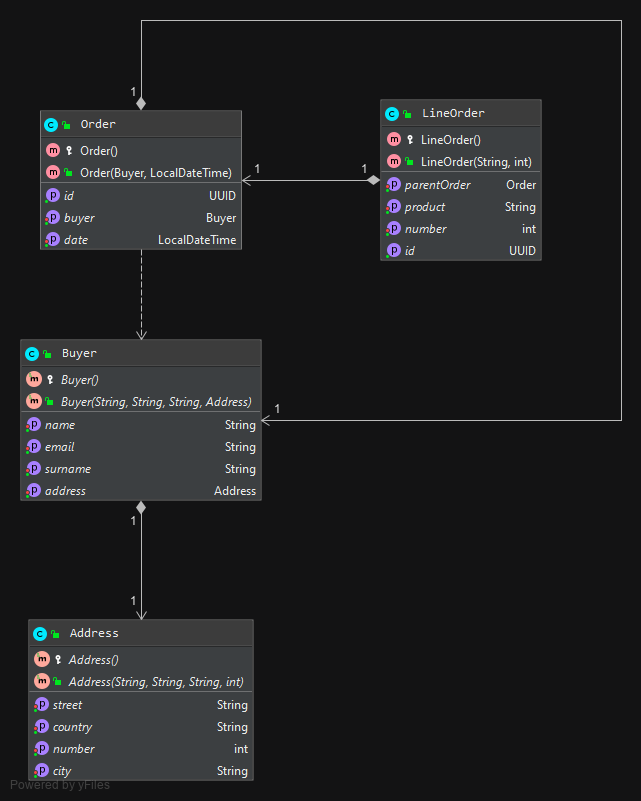 1
Order
Order()
Order(Buyer, LocalDateTime)
id UUID
buyer Buyer
date LocalDateTime
1
1
LineOrder
LineOrder()
LineOrder(String, int)
parentOrder Order
product String
number int
id UUID
Buyer
Buyer()
Buyer(String, String, String, Address)
name String
email String
surname String
address Address
1
1
1
Address
Address()
Address(String, String, String, int)
street String
country String
number int
city String
Powered by yFiles